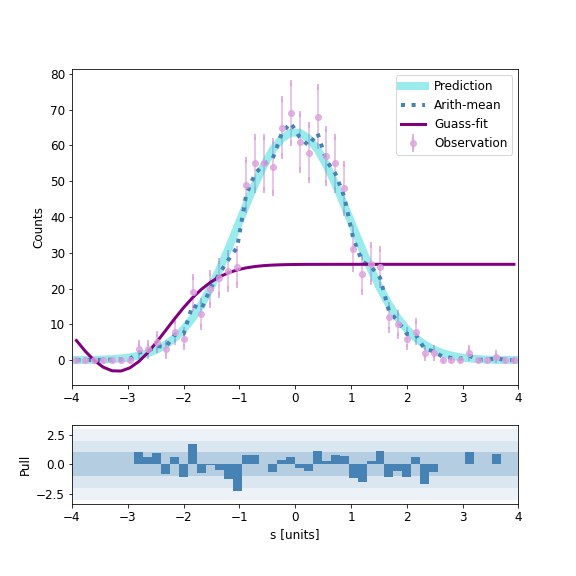 80
70
60
50
40
30
20
10
0
Counts
Prediction
Arith-mean
Guass-fit
Observation
−4 −3 −2 −1 0 1 2 3 4
2.5
0.0
−2.5
Pull
−4 −3 −2 −1 0 1 2 3 4
s [units]